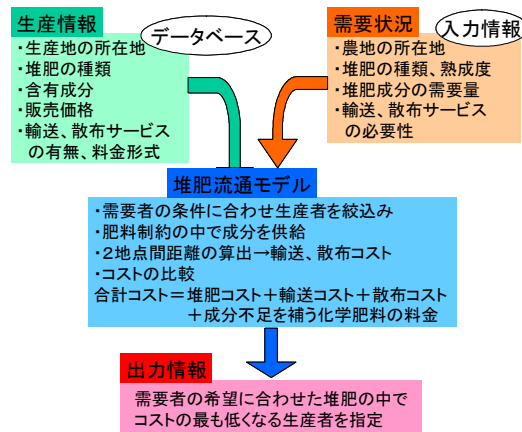 生産情報
データベース
・生産地の所在地
・堆肥の種類
・含有成分
・販売価格
・輸送、散布サービス
の有無、料金形式
需要状況
入力情報
・農地の所在地
・堆肥の種類、熟成度
・堆肥成分の需要量
・輸送、散布サービス
の必要性
堆肥流通モデル
・需要者の条件に合わせ生産者を絞込み
・肥料制約の中で成分を供給
・2地点間距離の算出→輸送、散布コスト
・コストの比較
合計コスト＝堆肥コスト＋輸送コスト＋散布コスト
＋成分不足を補う化学肥料の料金
出力情報
需要者の希望に合わせた堆肥の中で
コストの最も低くなる生産者を指定